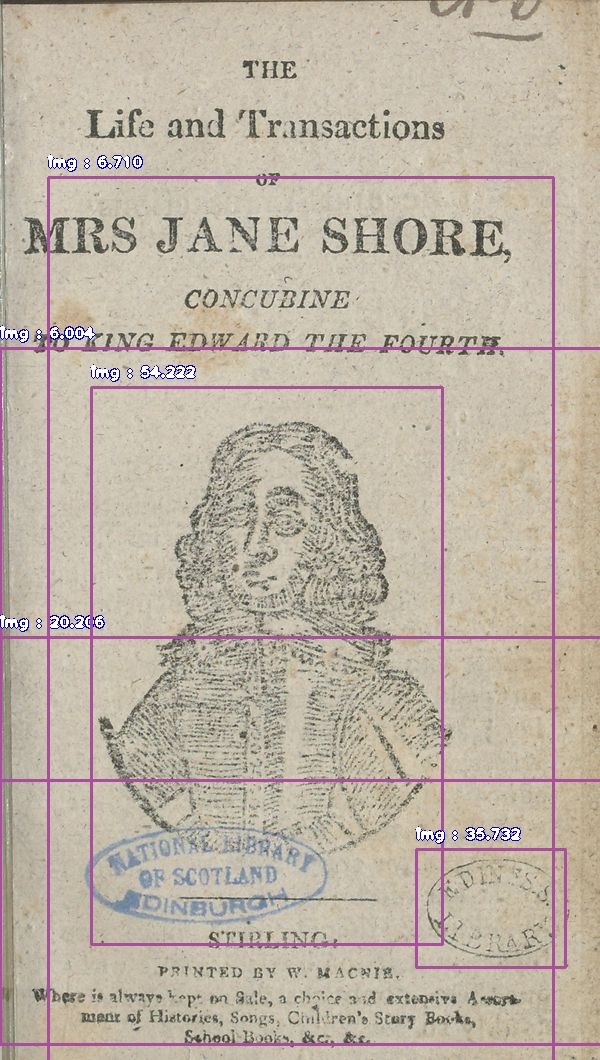 THE
Life and Transactions
OF
MRS JANE SHORE,
CONCUBINE
TO KING EDWARD THE FOURTH.
NATIONAL LIBRARY
OF SCOTLAND
EDINBURGH
EDIN. S.S.
LIBRARY
STIRLING:
PRINTED BY W. MACNIE.
Where is always kept on Sale, a choice and extensive Assort-
ment of Histories, Songs, Children's Story Books,
School Books, &c., &c.
img : 6.710
img : 6.004
img : 54.222
img : 20.206
img : 35.732